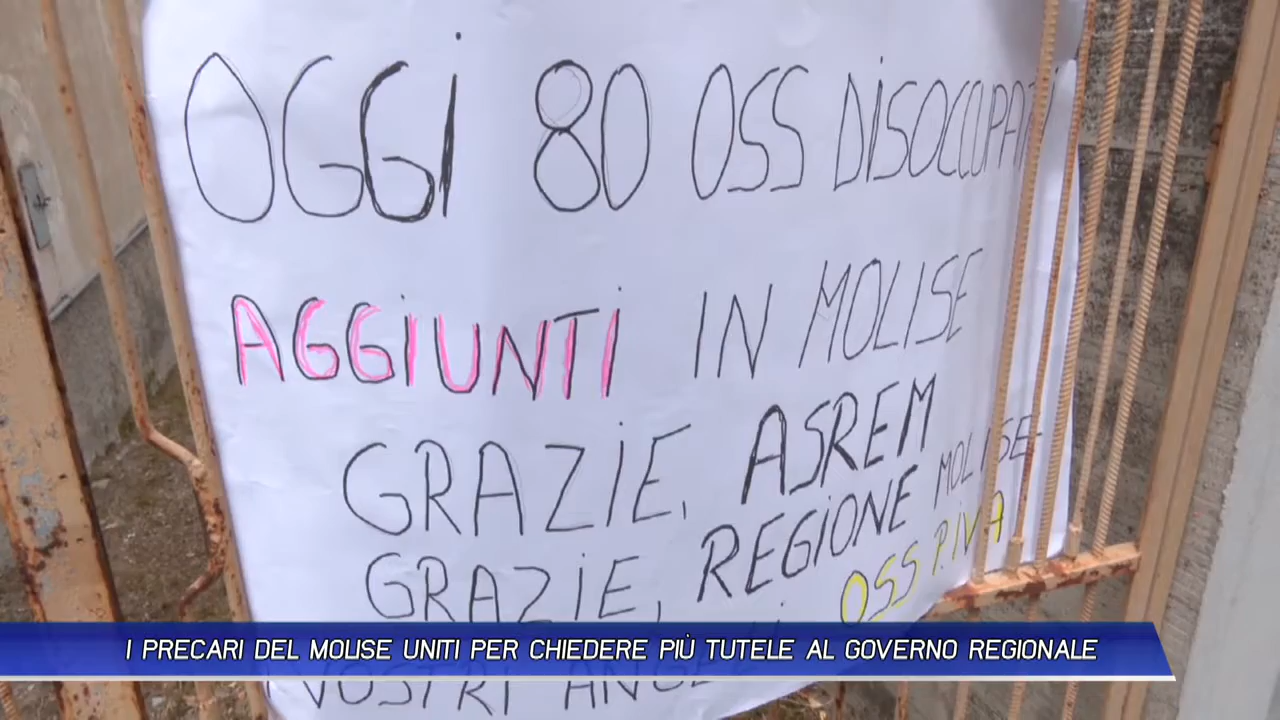 OGGI 80 OSS DISOCCUPATI
AGGIUNTI IN MOLISE
GRAZIE, ASREM
GRAZIE, REGIONE MOLISE
OSS P.IVA
I PRECARI DEL MOLISE UNITI PER CHIEDERE PIÙ TUTELE AL GOVERNO REGIONALE
VOSTRI